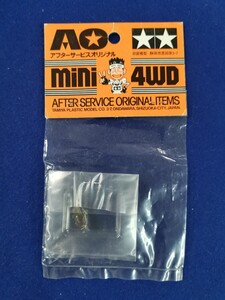 AO
アフターサービスオリジナル
mini 4WD
AFTER SERVICE ORIGINAL ITEMS
TAMIYA PLASTIC MODEL CO. 3-7, ONDAWARA, SHIZUOKA-CITY, JAPAN.